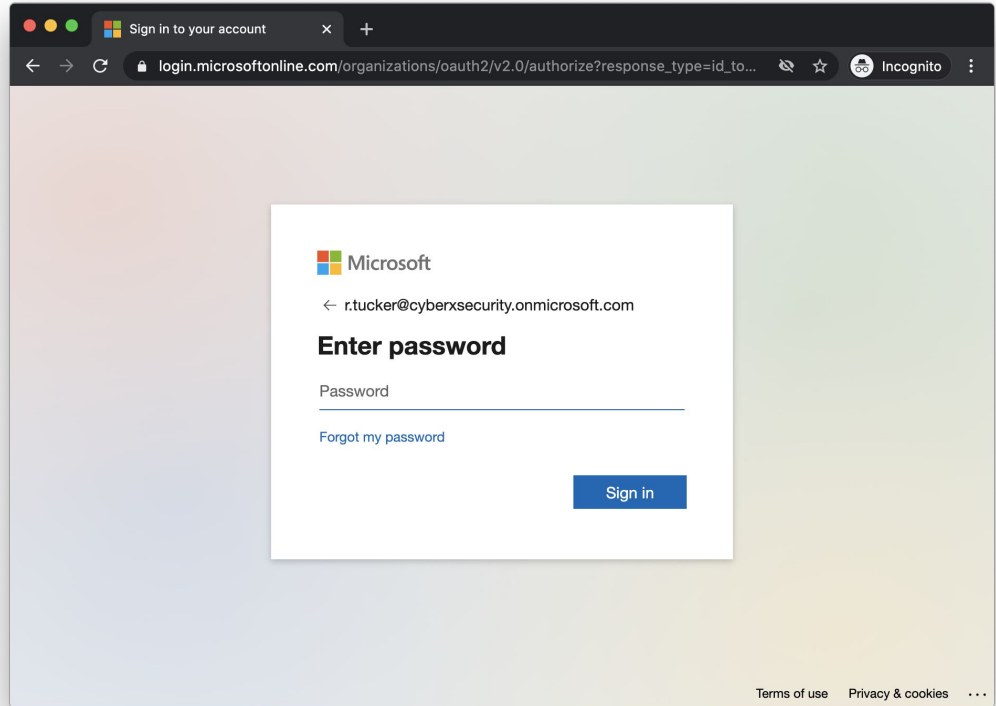 Sign in to your account
login.microsoftonline.com/organizations/oauth2/v2.0/authorize?response_type=id_to...
Incognito
Microsoft
r.tucker@cyberxsecurity.onmicrosoft.com
Enter password
Password
Forgot my password
Sign in
Terms of use Privacy & cookies ...